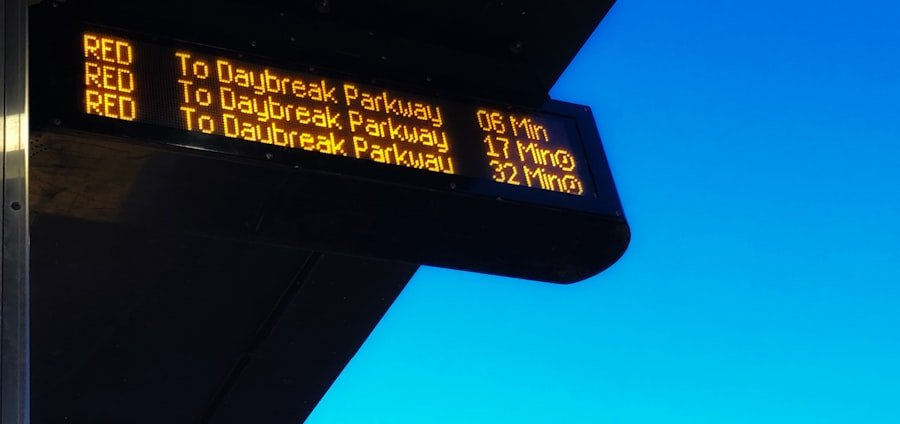 RED To Daybreak Parkway 06 Min
RED To Daybreak Parkway 17 Min
RED To Daybreak Parkway 32 Min